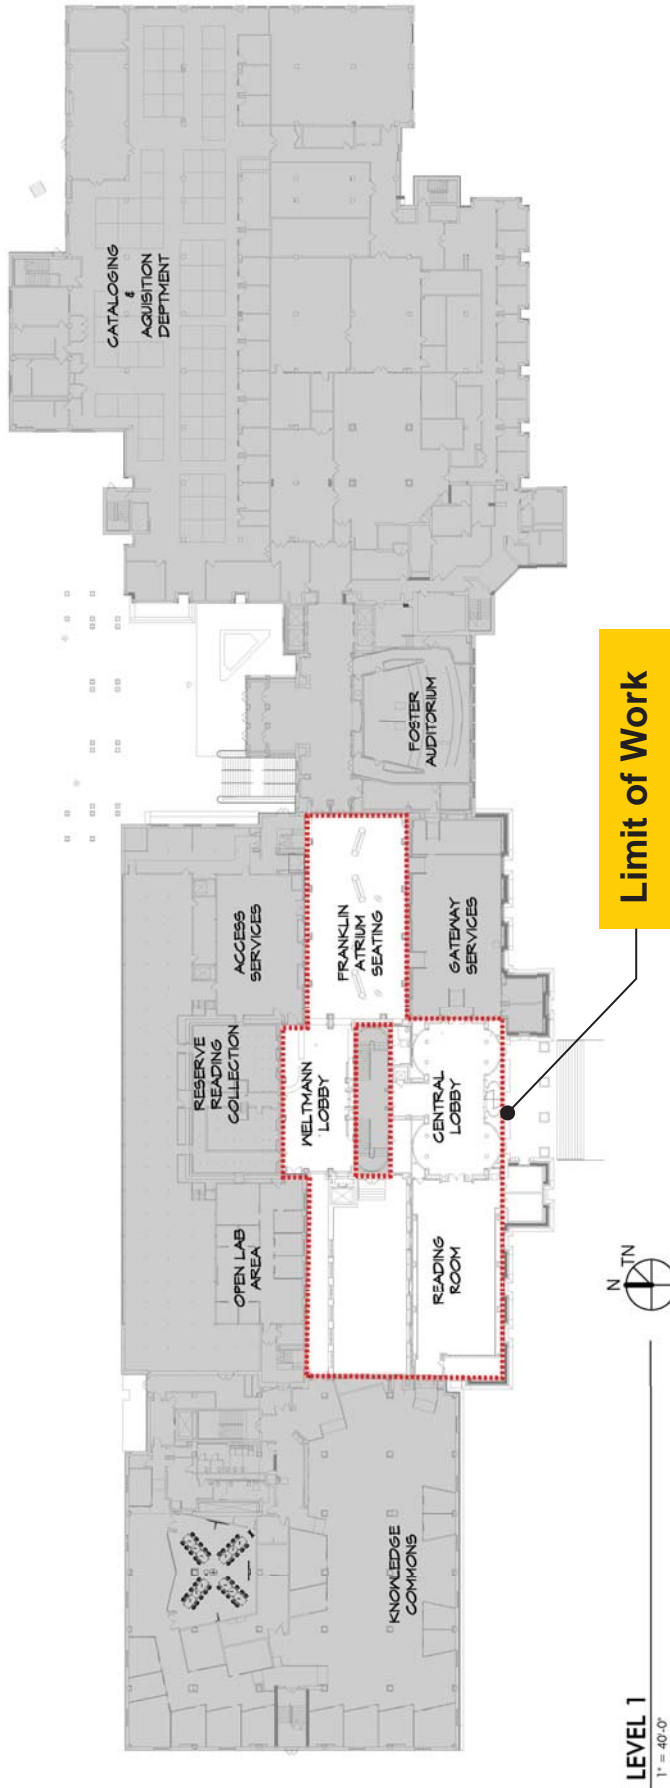 CATALOGING
&
AQUISITION
DEPTMENT
FOSTER
AUDITORIUM
Limit of Work
ACCESS
SERVICES
FRANKLIN
ATRIUM
SEATING
GATEWAY
SERVICES
RESERVE
READING
COLLECTION
WELTMANN
LOBBY
CENTRAL
LOBBY
OPEN LAB
AREA
READING
ROOM
KNOWLEDGE
COMMONS
N
TN
LEVEL 1
1" = 40'-0"